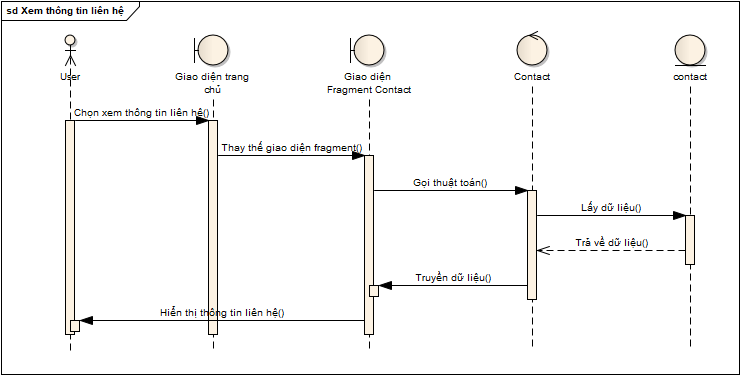 sd Xem thông tin liên hệ
User
Giao diện trang
chủ
Giao diện
Fragment Contact
Contact
contact
Chọn xem thông tin liên hệ()
Thay thế giao diện fragment()
Gọi thuật toán()
Lấy dữ liệu()
Trả về dữ liệu()
Truyền dữ liệu()
Hiển thị thông tin liên hệ()